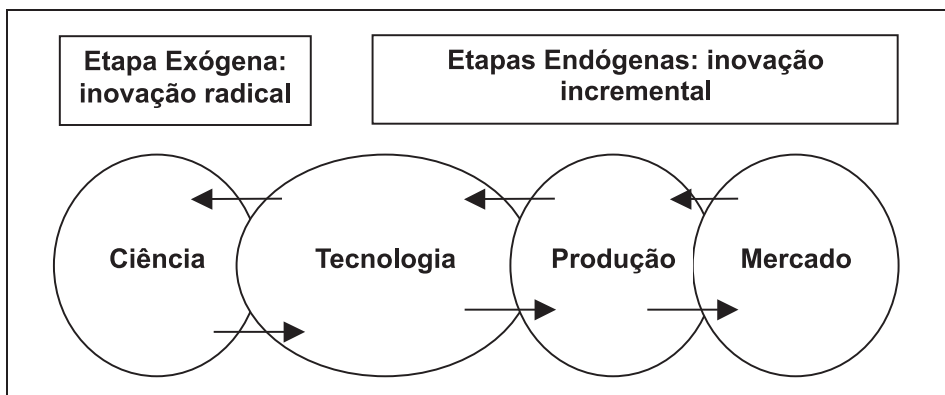 Etapa Exógena:
inovação radical
Etapas Endógenas: inovação
incremental
Ciência
Tecnologia
Produção
Mercado